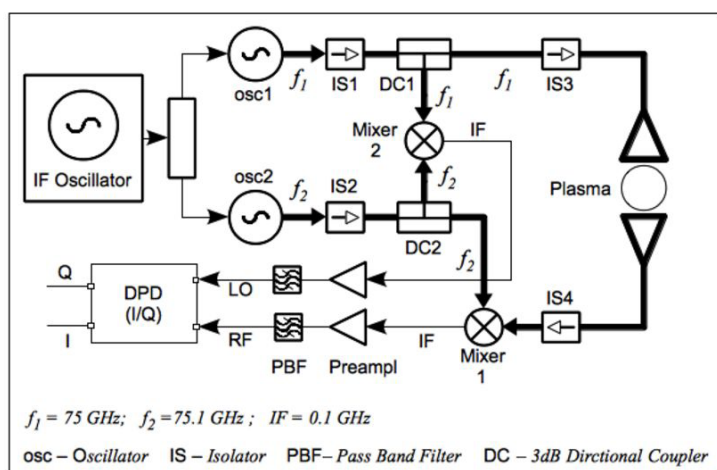 osc1
f1
IS1
DC1
f1
IS3
f1
Mixer
2
IF
IF Oscillator
osc2
f2
IS2
f2
DC2
Plasma
f2
Q
DPD
(I/Q)
LO
IS4
I
RF
PBF
Preampl
IF
Mixer
1
f1 = 75 GHz; f2 =75.1 GHz ; IF = 0.1 GHz
osc – Oscillator IS – Isolator PBF– Pass Band Filter DC – 3dB Dirctional Coupler